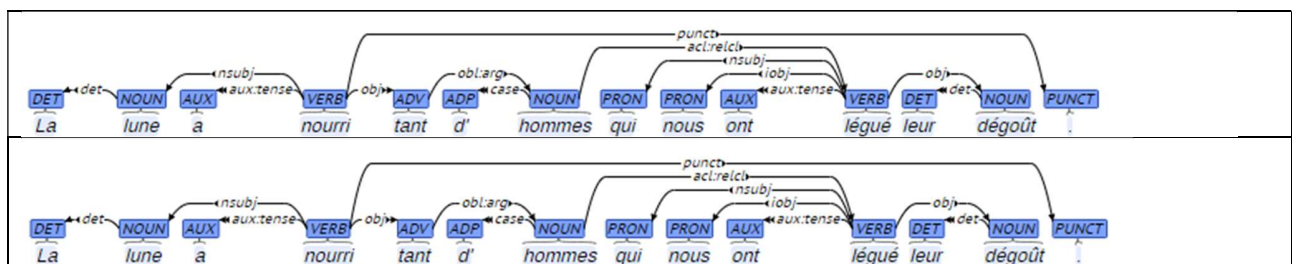 punct
acl:relcl
nsubj
nsubj obl:arg iobj obj
det aux:tense obj case aux:tense det
DET NOUN AUX VERB ADV ADP NOUN PRON PRON AUX VERB DET NOUN PUNCT
La lune a nourri tant d' hommes qui nous ont légué leur dégoût .
punct
acl:relcl
nsubj
nsubj obl:arg iobj obj
det aux:tense obj case aux:tense det
DET NOUN AUX VERB ADV ADP NOUN PRON PRON AUX VERB DET NOUN PUNCT
La lune a nourri tant d' hommes qui nous ont légué leur dégoût .